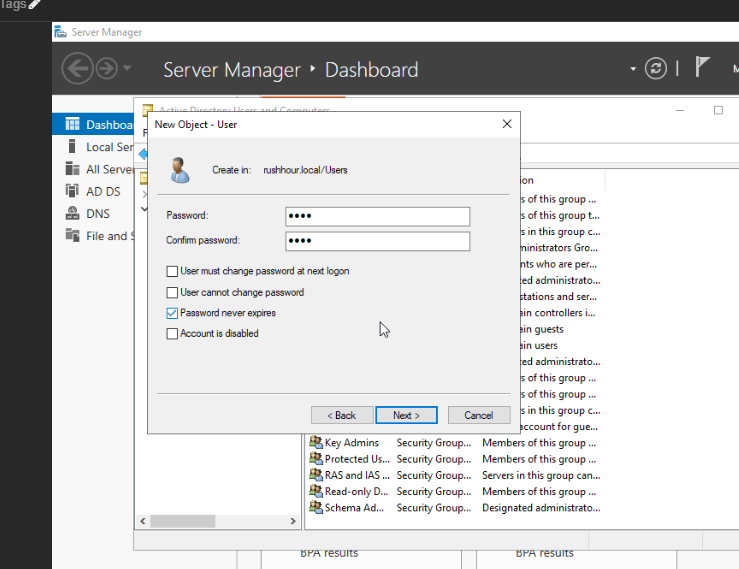 Tags
Server Manager
Server Manager ‣ Dashboard
Active Directory Users and Computers
New Object - User
Create in: rushhour.local/Users
Password: ●●●●
Confirm password: ●●●●
User must change password at next logon
User cannot change password
Password never expires
Account is disabled
< Back Next > Cancel
Dashboa
Local Ser
All Server
AD DS
DNS
File and S
F
M
ion
s of this group ...
s of this group t...
s in this group c...
ministrators Gro...
nts who are per...
ted administrato...
stations and ser...
ain controllers i...
ain guests
ain users
ted administrato...
s of this group ...
s of this group ...
s in this group c...
account for gue...
Key Admins Security Group... Members of this group ...
Protected Us... Security Group... Members of this group ...
RAS and IAS ... Security Group... Servers in this group can...
Read-only D... Security Group... Members of this group ...
Schema Ad... Security Group... Designated administrato...
BPA results BPA results